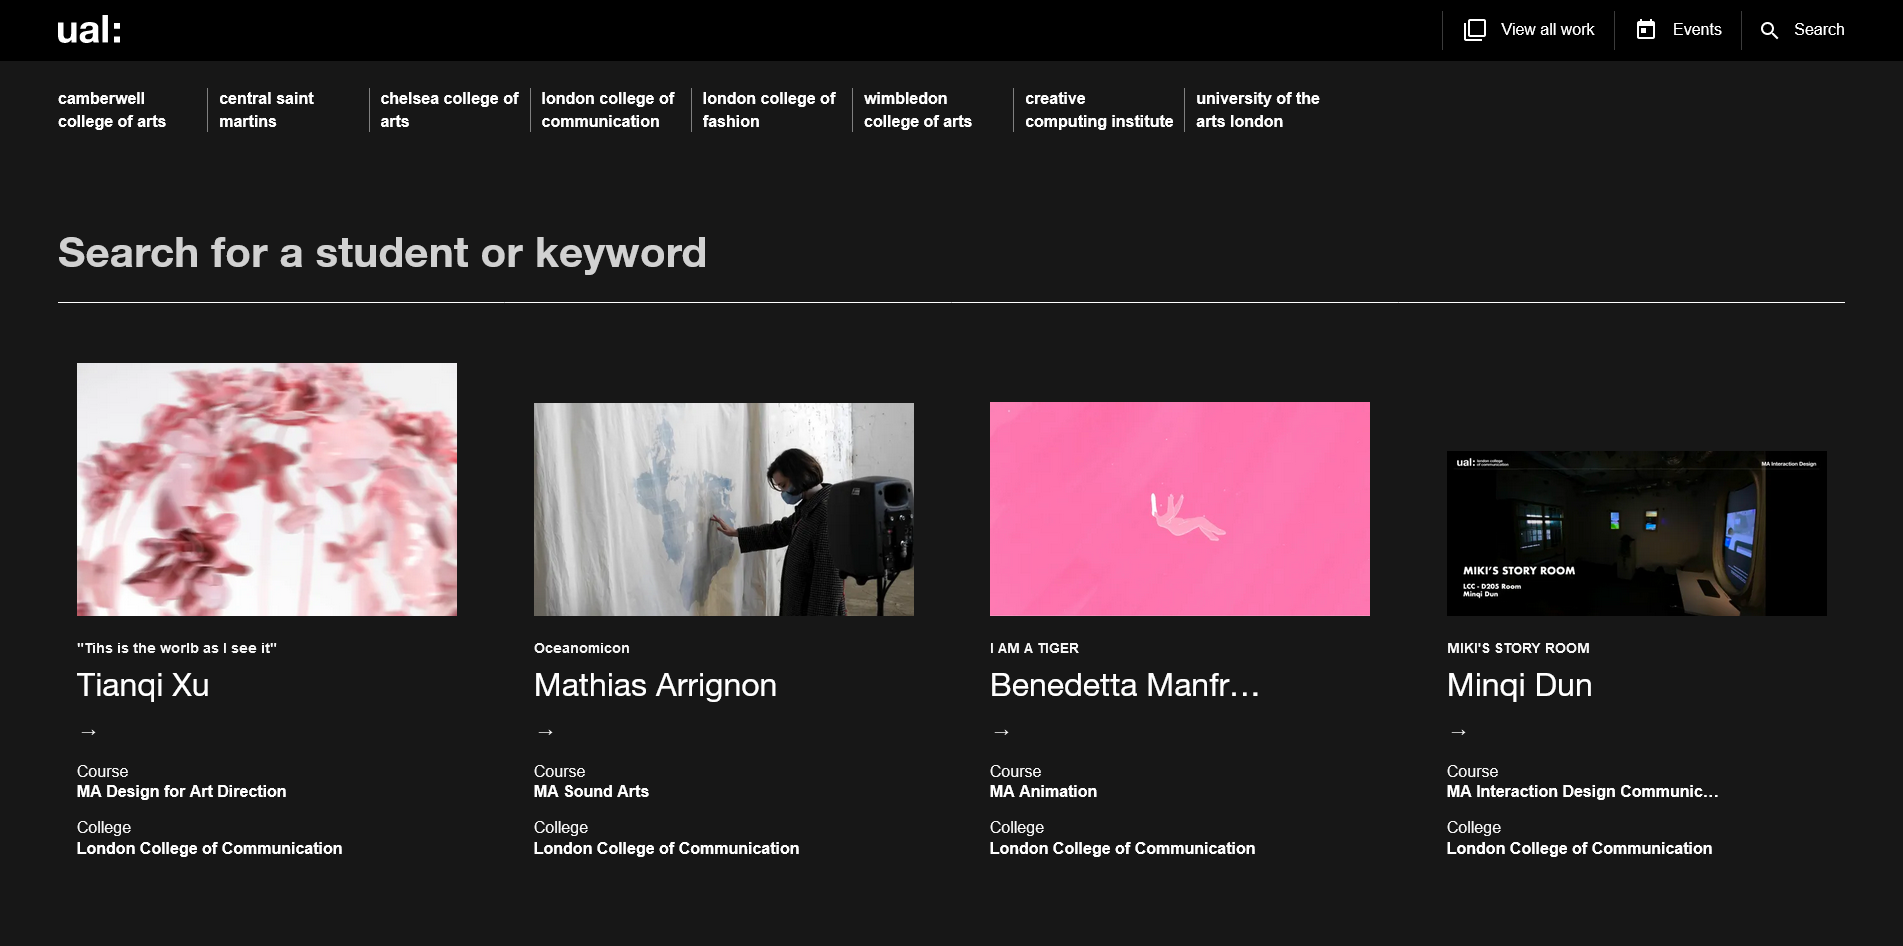 ual:
View all work
Events
Search
camberwell
college of arts
central saint
martins
chelsea college of
arts
london college of
communication
london college of
fashion
wimbledon
college of arts
creative
computing institute
university of the
arts london
Search for a student or keyword
ual: london college
of communication
MA Interaction Design
MIKI'S STORY ROOM
LCC - D205 Room
Minqi Dun
"Tihs is the worlb as I see it"
Tianqi Xu
→
Course
MA Design for Art Direction
College
London College of Communication
Oceanomicon
Mathias Arrignon
→
Course
MA Sound Arts
College
London College of Communication
I AM A TIGER
Benedetta Manfr…
→
Course
MA Animation
College
London College of Communication
MIKI'S STORY ROOM
Minqi Dun
→
Course
MA Interaction Design Communic…
College
London College of Communication